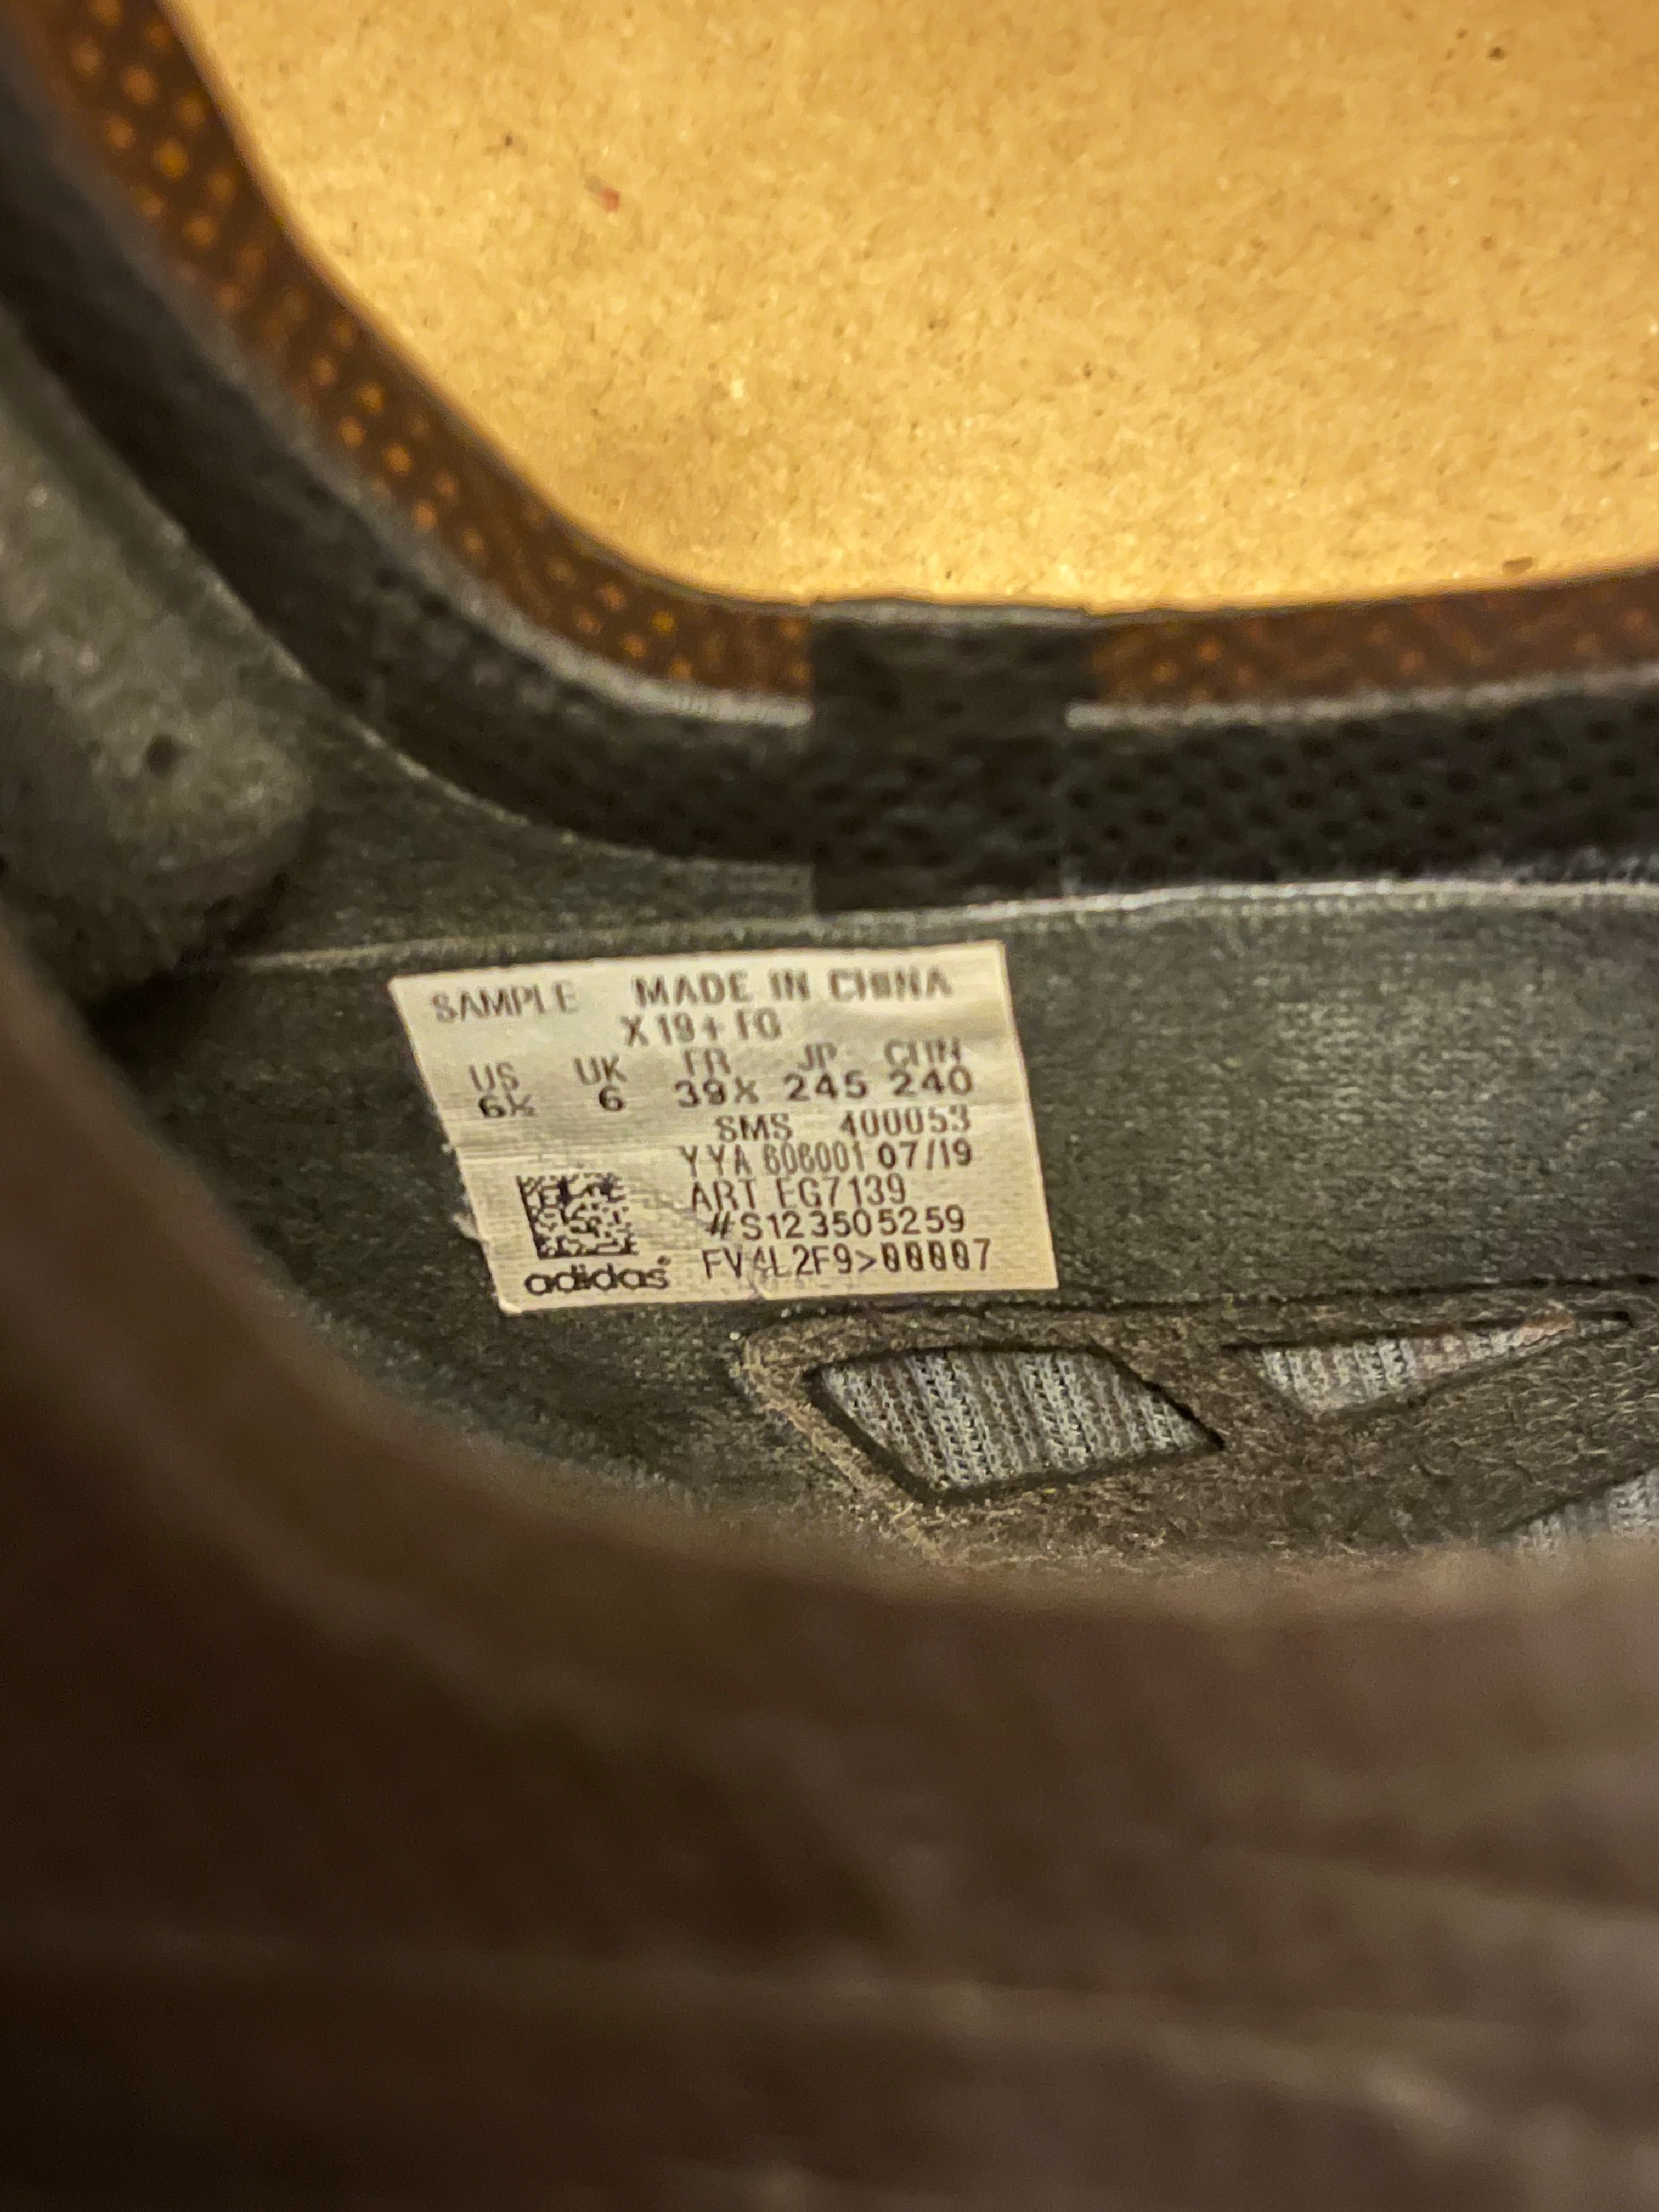 SAMPLE MADE IN CHINA
X 19+ FG
US UK FR JP CHN
6½ 6 39⅓ 245 240
SMS 400053
YYA 606001 07/19
ART EG7139
#S123505259
FV4L2F9>00007
adidas